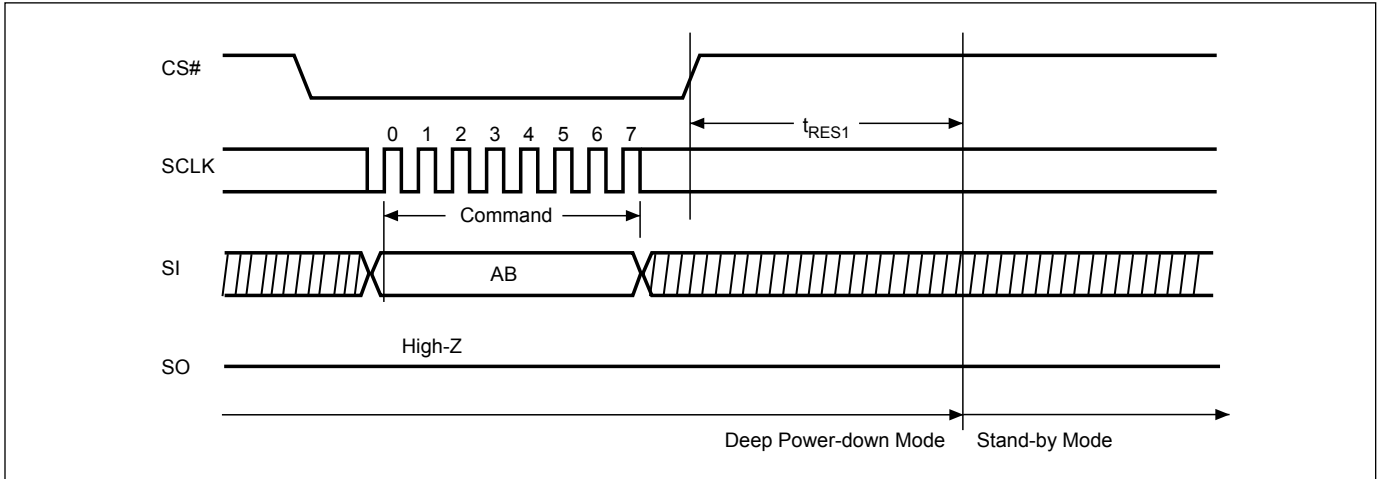 CS#
tRES1
0 1 2 3 4 5 6 7
SCLK
Command
SI
AB
High-Z
SO
Deep Power-down Mode Stand-by Mode